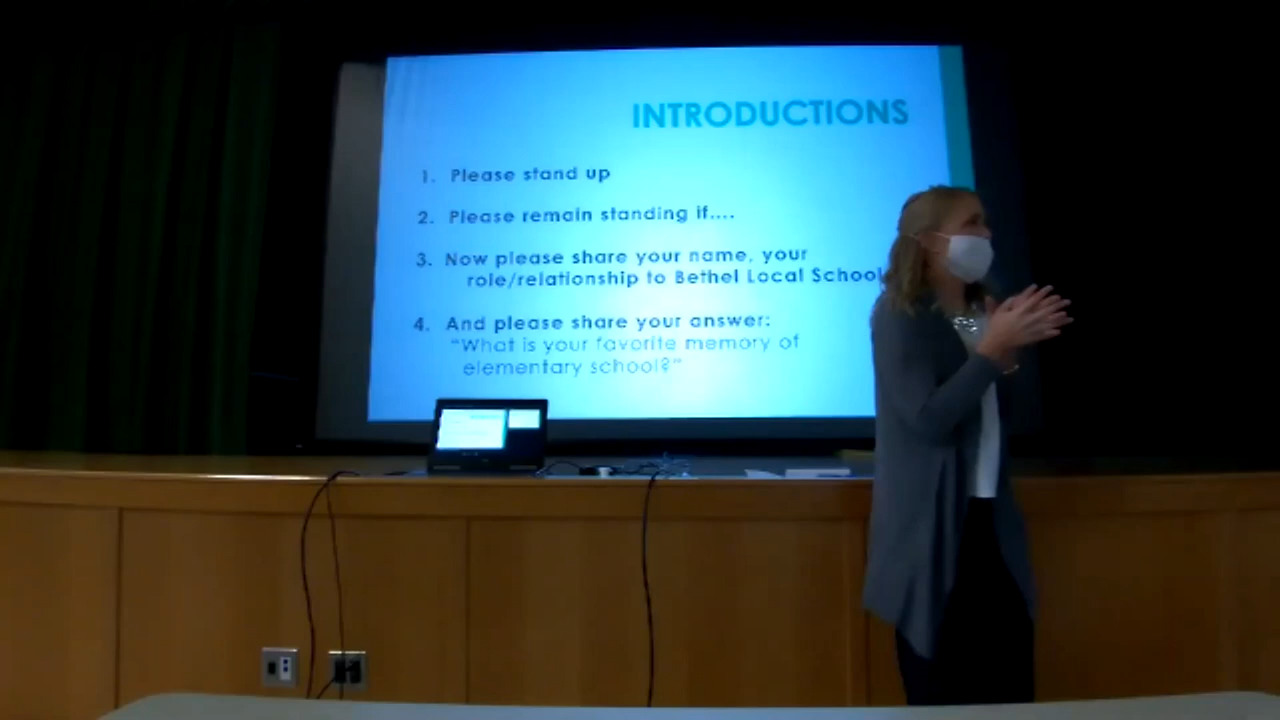 INTRODUCTIONS
1. Please stand up
2. Please remain standing if....
3. Now please share your name, your
role/relationship to Bethel Local School
4. And please share your answer:
"What is your favorite memory of
elementary school?"